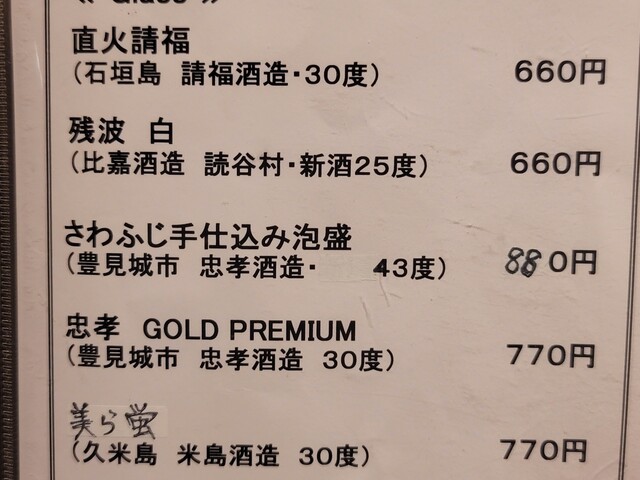 « Glass »
直火請福
(石垣島 請福酒造・30度) 660円
残波 白
(比嘉酒造 読谷村・新酒25度) 660円
さわふじ手仕込み泡盛
(豊見城市 忠孝酒造・ 43度) 880円
忠孝 GOLD PREMIUM
(豊見城市 忠孝酒造 30度) 770円
美ら蛍
(久米島 米島酒造 30度) 770円